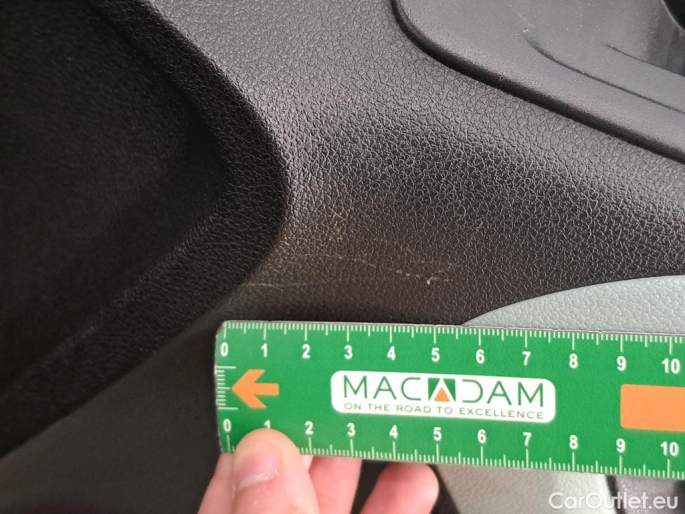 0 1 2 3 4 5 6 7 8 9 10
MACADAM
ON THE ROAD TO EXCELLENCE
0 1 2 3 4 5 6 7 8 9 10
CarOutlet.eu